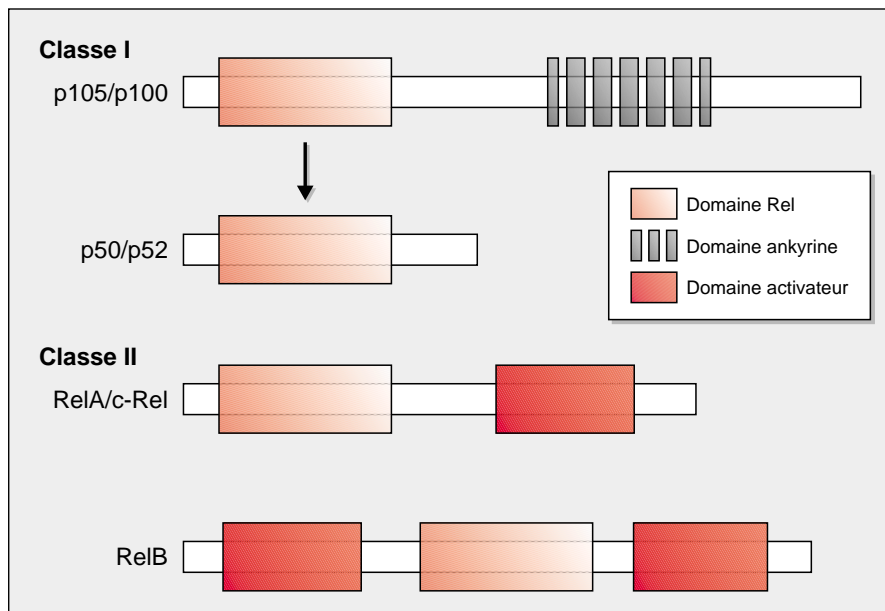 Classe I
p105/p100
p50/p52
Domaine Rel
Domaine ankyrine
Domaine activateur
Classe II
RelA/c-Rel
RelB